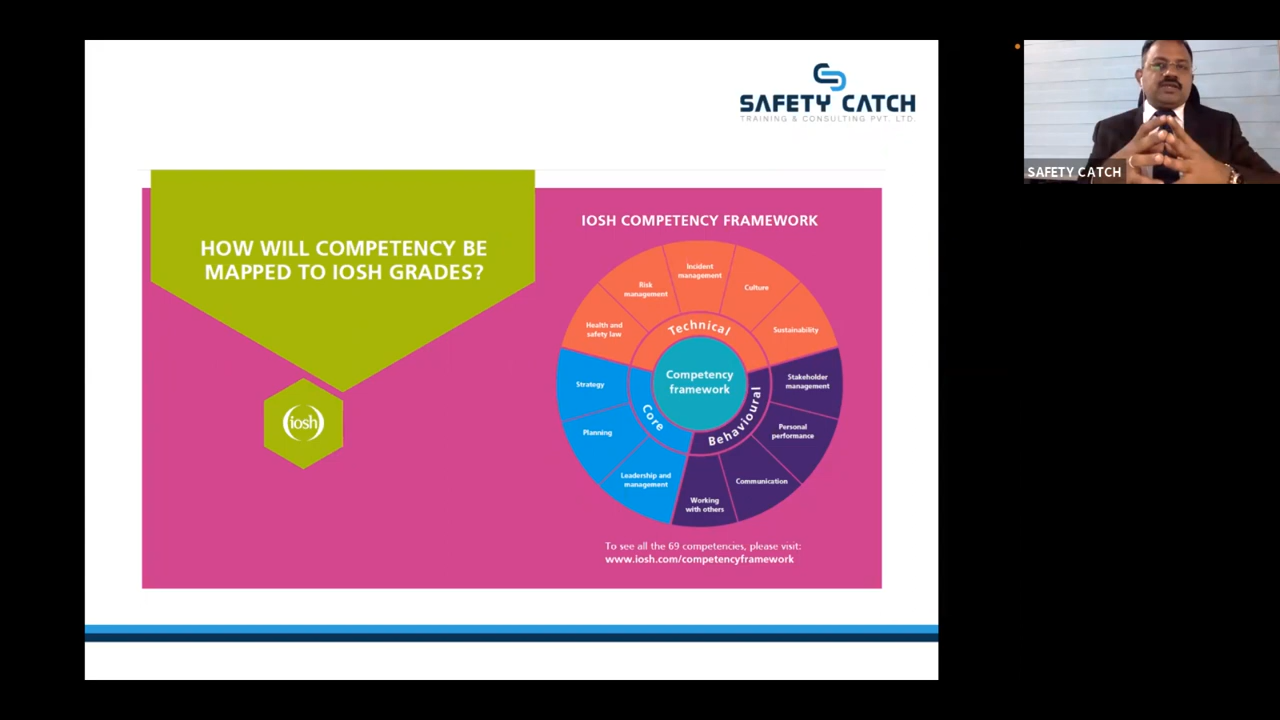 SAFETY CATCH
TRAINING & CONSULTING PVT. LTD.
SAFETY CATCH
HOW WILL COMPETENCY BE
MAPPED TO IOSH GRADES?
iosh
IOSH COMPETENCY FRAMEWORK
Incident
management
Risk
management
Culture
Health and
safety law
Sustainability
Technical
Strategy
Competency
framework
Stakeholder
management
Core
Behavioural
Planning
Personal
performance
Leadership and
management
Communication
Working
with others
To see all the 69 competencies, please visit:
www.iosh.com/competencyframework